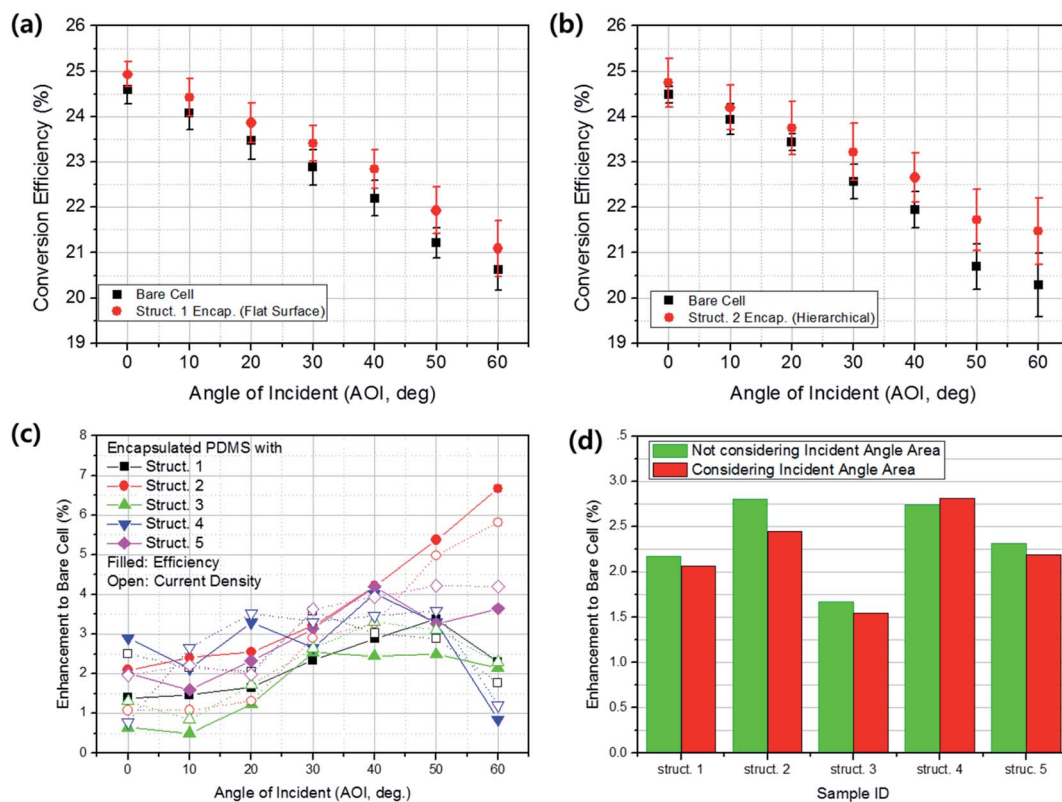 (a)
26
25
24
23
22
21
20
19
Conversion Efficiency (%)
Bare Cell
Struct. 1 Encap. (Flat Surface)
0 10 20 30 40 50 60
Angle of Incident (AOI, deg)
(b)
26
25
24
23
22
21
20
19
Conversion Efficiency (%)
Bare Cell
Struct. 2 Encap. (Hierarchical)
0 10 20 30 40 50 60
Angle of Incident (AOI, deg)
(c)
8
7
6
5
4
3
2
1
0
Enhancement to Bare Cell (%)
Encapsulated PDMS with
Struct. 1
Struct. 2
Struct. 3
Struct. 4
Struct. 5
Filled: Efficiency
Open: Current Density
0 10 20 30 40 50 60
Angle of Incident (AOI, deg.)
(d)
.5
3.0
2.5
2.0
1.5
1.0
0.5
0.0
Enhancement to Bare Cell (%)
Not considering Incident Angle Area
Considering Incident Angle Area
struct. 1 struct. 2 struct. 3 struct. 4 struct. 5
Sample ID